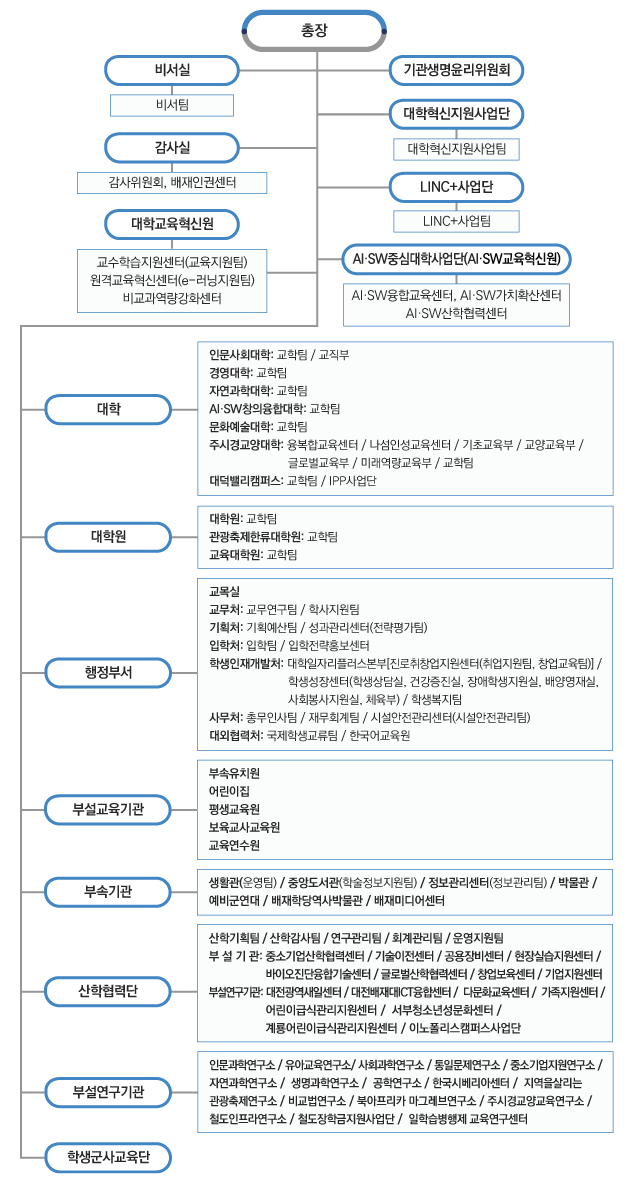 총장
비서실
비서팀
감사실
감사위원회, 배재인권센터
대학교육혁신원
교수학습지원센터(교육지원팀)
원격교육혁신센터(e-러닝지원팀)
비교과역량강화센터
기관생명윤리위원회
대학혁신지원사업단
대학혁신지원사업팀
LINC+사업단
LINC+사업팀
AI·SW중심대학사업단(AI·SW교육혁신원)
AI·SW융합교육센터, AI·SW가치확산센터
AI·SW산학협력센터
대학
인문사회대학: 교학팀 / 교직부
경영대학: 교학팀
자연과학대학: 교학팀
AI·SW창의융합대학: 교학팀
문화예술대학: 교학팀
주시경교양대학: 융복합교육센터 / 나섬인성교육센터 / 기초교육부 / 교양교육부 /
글로벌교육부 / 미래역량교육부 / 교학팀
대덕밸리캠퍼스: 교학팀 / IPP사업단
대학원
대학원: 교학팀
관광축제한류대학원: 교학팀
교육대학원: 교학팀
행정부서
교목실
교무처: 교무연구팀 / 학사지원팀
기획처: 기획예산팀 / 성과관리센터(전략평가팀)
입학처: 입학팀 / 입학전략홍보센터
학생인재개발처: 대학일자리플러스본부[진로취창업지원센터(취업지원팀, 창업교육팀)] /
학생성장센터(학생상담실, 건강증진실, 장애학생지원실, 배양영재실,
사회봉사지원실, 체육부) / 학생복지팀
사무처: 총무인사팀 / 재무회계팀 / 시설안전관리센터(시설안전관리팀)
대외협력처: 국제학생교류팀 / 한국어교육원
부설교육기관
부속유치원
어린이집
평생교육원
보육교사교육원
교육연수원
부속기관
생활관(운영팀) / 중앙도서관(학술정보지원팀) / 정보관리센터(정보관리팀) / 박물관 /
예비군연대 / 배재학당역사박물관 / 배재미디어센터
산학협력단
산학기획팀 / 산학감사팀 / 연구관리팀 / 회계관리팀 / 운영지원팀
부 설 기 관: 중소기업산학협력센터 / 기술이전센터 / 공용장비센터 / 현장실습지원센터 /
바이오진단융합기술센터 / 글로벌산학협력센터 / 창업보육센터 / 기업지원센터
부설연구기관: 대전광역새일센터 / 대전배재대ICT융합센터 / 다문화교육센터 / 가족지원센터 /
어린이급식관리지원센터 / 서부청소년성문화센터 /
계룡어린이급식관리지원센터 / 이노폴리스캠퍼스사업단
부설연구기관
인문과학연구소 / 유아교육연구소/ 사회과학연구소 / 통일문제연구소 / 중소기업지원연구소 /
자연과학연구소 / 생명과학연구소 / 공학연구소 / 한국시베리아센터 / 지역을살리는
관광축제연구소 / 비교법연구소 / 북아프리카 마그레브연구소 / 주시경교양교육연구소 /
철도인프라연구소 / 철도장학금지원사업단 / 일학습병행제 교육연구센터
학생군사교육단